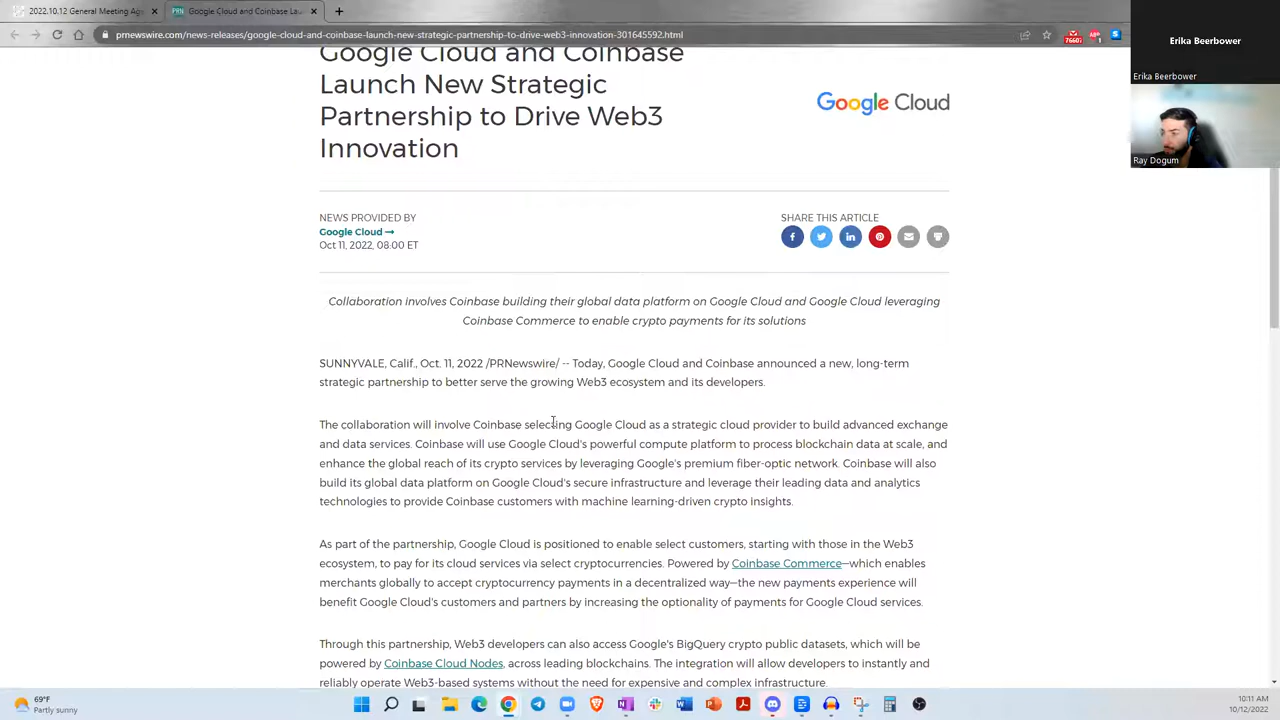 2022.10.12 General Meeting Ag
Google Cloud and Coinbase Lau
prnewswire.com/news-releases/google-cloud-and-coinbase-launch-new-strategic-partnership-to-drive-web3-innovation-301645592.html
Erika Beerbower
Erika Beerbower
Ray Dogum
Google Cloud and Coinbase
Launch New Strategic
Partnership to Drive Web3
Innovation
Google Cloud
NEWS PROVIDED BY
Google Cloud →
Oct 11, 2022, 08:00 ET
SHARE THIS ARTICLE
Collaboration involves Coinbase building their global data platform on Google Cloud and Google Cloud leveraging
Coinbase Commerce to enable crypto payments for its solutions
SUNNYVALE, Calif., Oct. 11, 2022 /PRNewswire/ -- Today, Google Cloud and Coinbase announced a new, long-term
strategic partnership to better serve the growing Web3 ecosystem and its developers.
The collaboration will involve Coinbase selecting Google Cloud as a strategic cloud provider to build advanced exchange
and data services. Coinbase will use Google Cloud's powerful compute platform to process blockchain data at scale, and
enhance the global reach of its crypto services by leveraging Google's premium fiber-optic network. Coinbase will also
build its global data platform on Google Cloud's secure infrastructure and leverage their leading data and analytics
technologies to provide Coinbase customers with machine learning-driven crypto insights.
As part of the partnership, Google Cloud is positioned to enable select customers, starting with those in the Web3
ecosystem, to pay for its cloud services via select cryptocurrencies. Powered by Coinbase Commerce—which enables
merchants globally to accept cryptocurrency payments in a decentralized way—the new payments experience will
benefit Google Cloud's customers and partners by increasing the optionality of payments for Google Cloud services.
Through this partnership, Web3 developers can also access Google's BigQuery crypto public datasets, which will be
powered by Coinbase Cloud Nodes, across leading blockchains. The integration will allow developers to instantly and
reliably operate Web3-based systems without the need for expensive and complex infrastructure.
69°F
Partly sunny
10:11 AM
10/12/2022